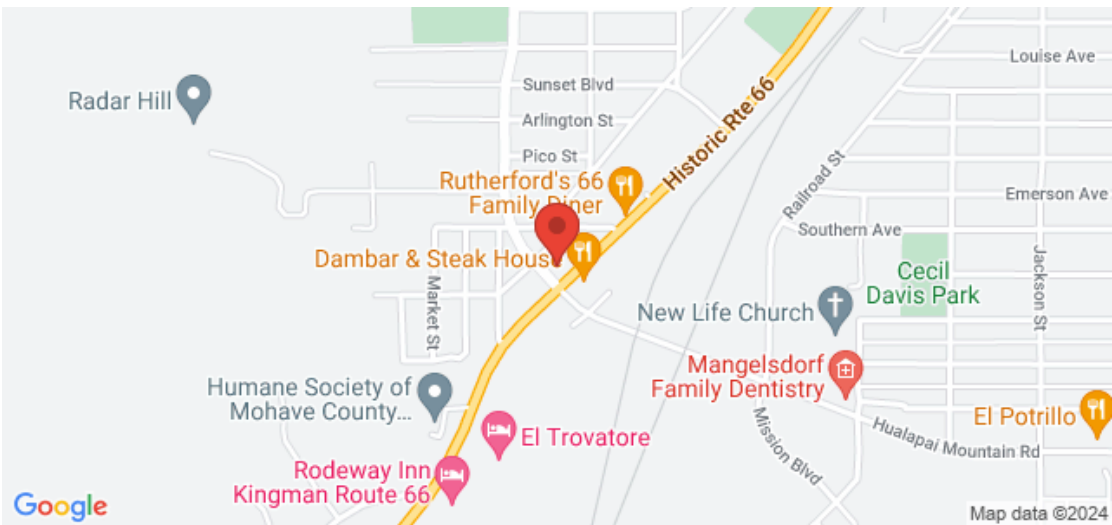 Louise Ave
Sunset Blvd
Radar Hill
Arlington St
Historic Rte 66
Pico St
Railroad St
Rutherford's 66
Family Diner
Emerson Ave
Southern Ave
Dambar & Steak House
Cecil
Davis Park
Jackson St
Market St
New Life Church
Mangelsdorf
Family Dentistry
Humane Society of
Mohave County...
El Potrillo
Mission Blvd
Hualapai Mountain Rd
El Trovatore
Rodeway Inn
Kingman Route 66
Google
Map data ©2024